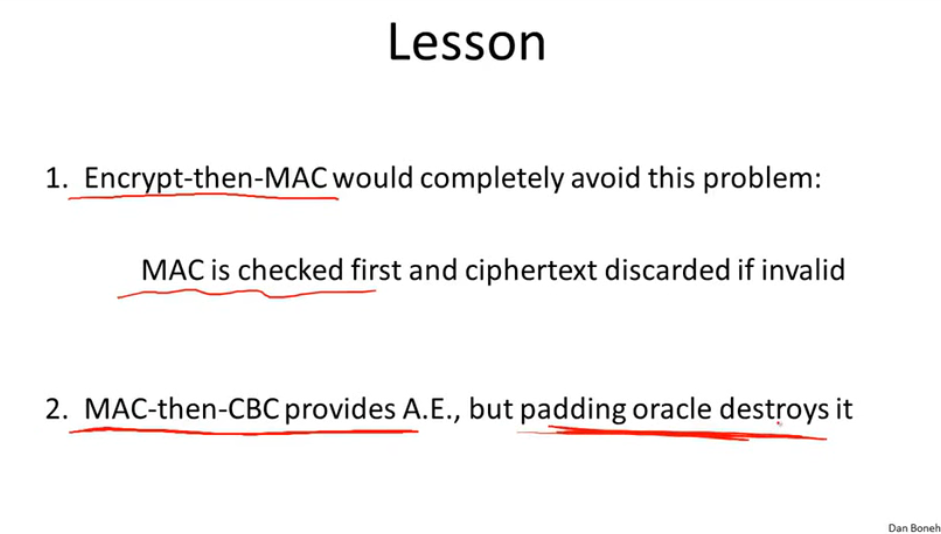 Lesson
1. Encrypt-then-MAC would completely avoid this problem:
MAC is checked first and ciphertext discarded if invalid
2. MAC-then-CBC provides A.E., but padding oracle destroys it
Dan Boneh